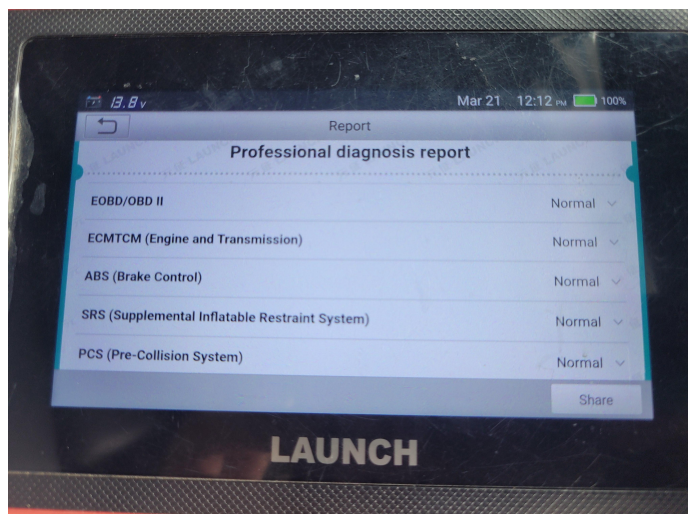 13.8 v Mar 21 12:12 PM 100%
Report
Professional diagnosis report
EOBD/OBD II Normal
ECMTCM (Engine and Transmission) Normal
ABS (Brake Control) Normal
SRS (Supplemental Inflatable Restraint System) Normal
PCS (Pre-Collision System) Normal
Share
LAUNCH